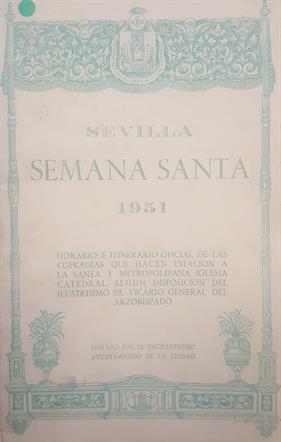 SEVILLA
SEMANA SANTA
1951
HORARIO E ITINERARIO OFICIAL DE LAS
COFRADIAS QUE HACEN ESTACION A
LA SANTA Y METROPOLITANA IGLESIA
CATEDRAL, SEGUN DISPOSICION DEL
ILUSTRISIMO SR. VICARIO GENERAL DEL
ARZOBISPADO
EDITADO POR EL EXCELENTISIMO
AYUNTAMIENTO DE LA CIUDAD